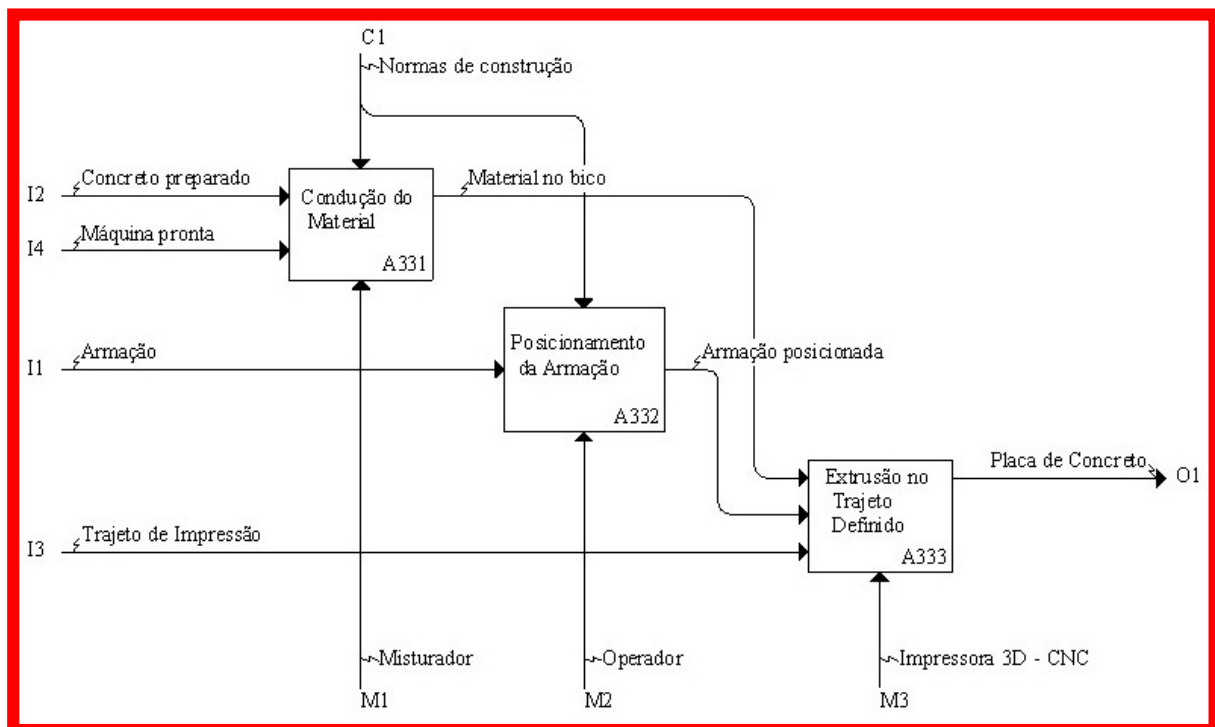 C1
Normas de construção
I2
Concreto preparado
Material no bico
Condução do
Material
A331
I4
Máquina pronta
I1
Armação
Posicionamento
da Armação
A332
Armação posicionada
Placa de Concreto
O1
Extrusão no
Trajeto
Definido
A333
I3
Trajeto de Impressão
Misturador
Operador
Impressora 3D - CNC
M1
M2
M3